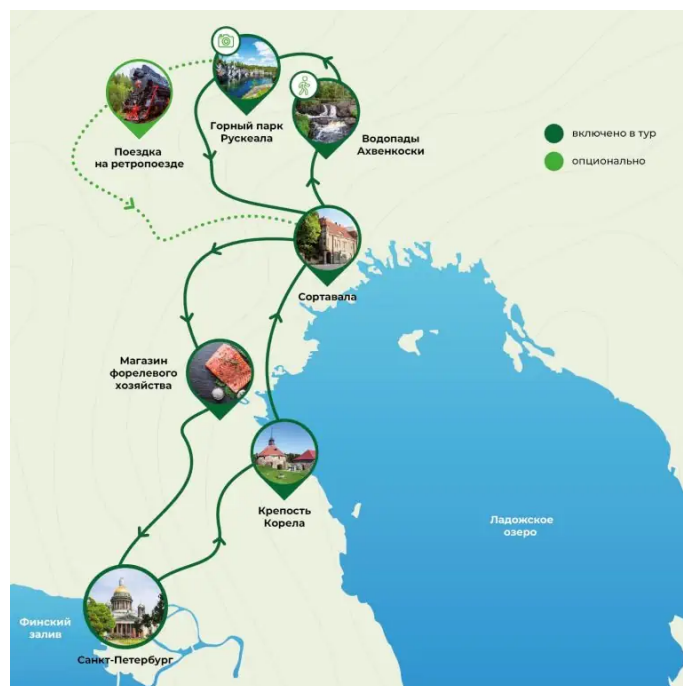 Поездка
на ретропоезде
Горный парк
Рускеала
Водопады
Ахвенкоски
включено в тур
опционально
Сортавала
Магазин
форелевого
хозяйства
Крепость
Корела
Ладожское
озеро
Финский
залив
Санкт-Петербург